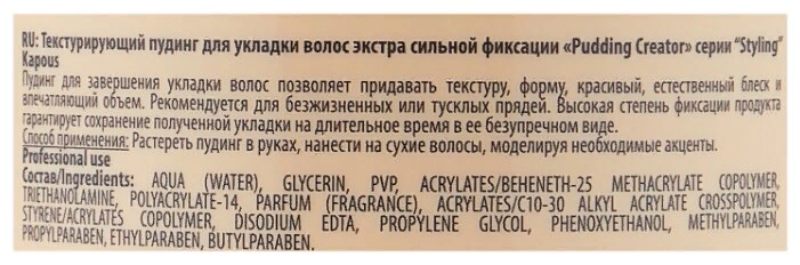 RU: Текстурирующий пудинг для укладки волос экстра сильной фиксации «Pudding Creator» серии "Styling"
Kapous
Пудинг для завершения укладки волос позволяет придавать текстуру, форму, красивый, естественный блеск и
впечатляющий объем. Рекомендуется для безжизненных или тусклых прядей. Высокая степень фиксации продукта
гарантирует сохранение полученной укладки на длительное время в ее безупречном виде.
Способ применения: Растереть пудинг в руках, нанести на сухие волосы, моделируя необходимые акценты.
Professional use
Состав/Ingredients: AQUA (WATER), GLYCERIN, PVP, ACRYLATES/BEHENETH-25 METHACRYLATE COPOLYMER,
TRIETHANOLAMINE, POLYACRYLATE-14, PARFUM (FRAGRANCE), ACRYLATES/C10-30 ALKYL ACRYLATE CROSSPOLYMER,
STYRENE/ACRYLATES COPOLYMER, DISODIUM EDTA, PROPYLENE GLYCOL, PHENOXYETHANOL, METHYLPARABEN,
PROPYLPARABEN, ETHYLPARABEN, BUTYLPARABEN.